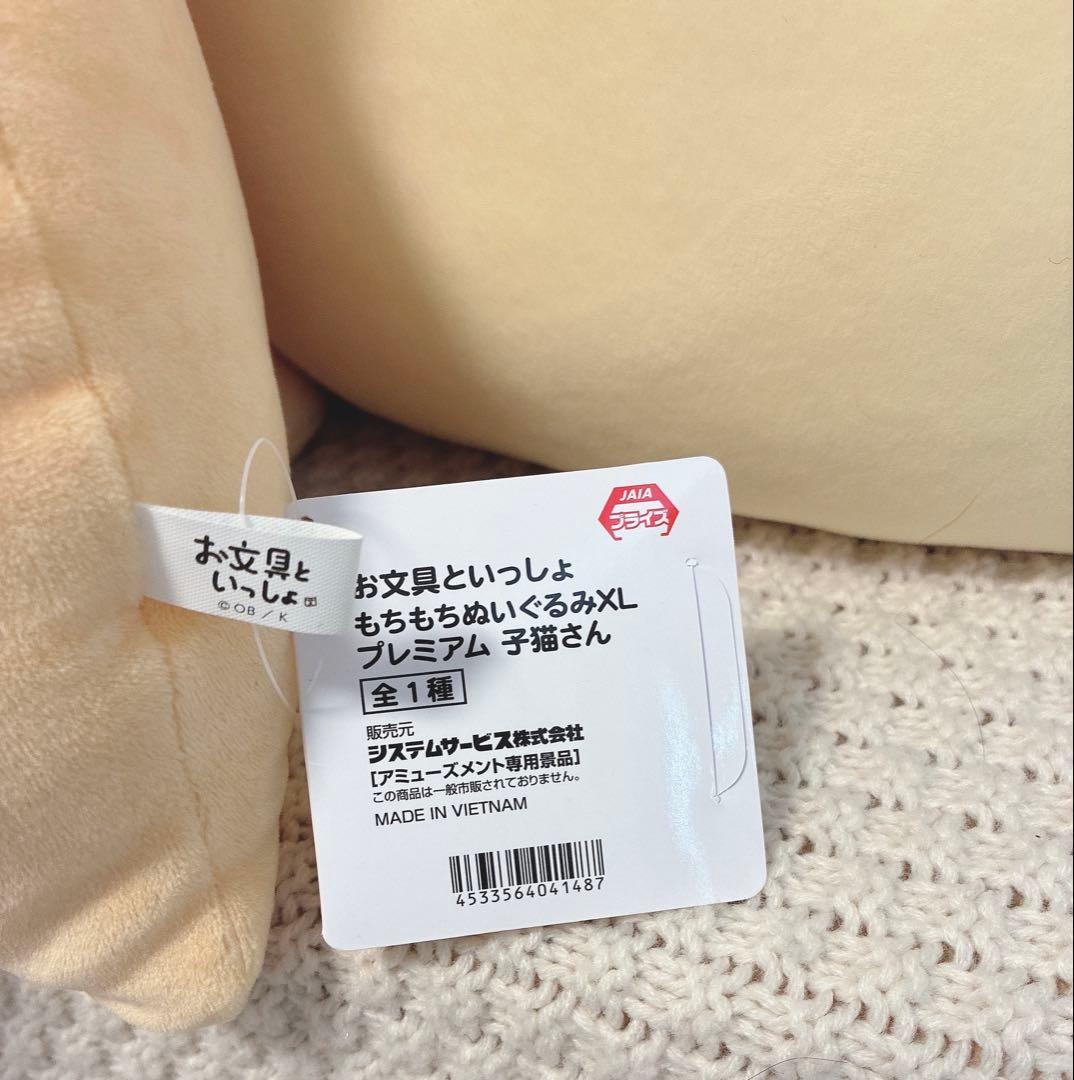 お文具と
いっしょ
©OB／K
JAIA
プライズ
お文具といっしょ
もちもちぬいぐるみXL
プレミアム 子猫さん
全1種
販売元
システムサービス株式会社
[アミューズメント専用景品]
この商品は一般市販されておりません。
MADE IN VIETNAM
4533564041487